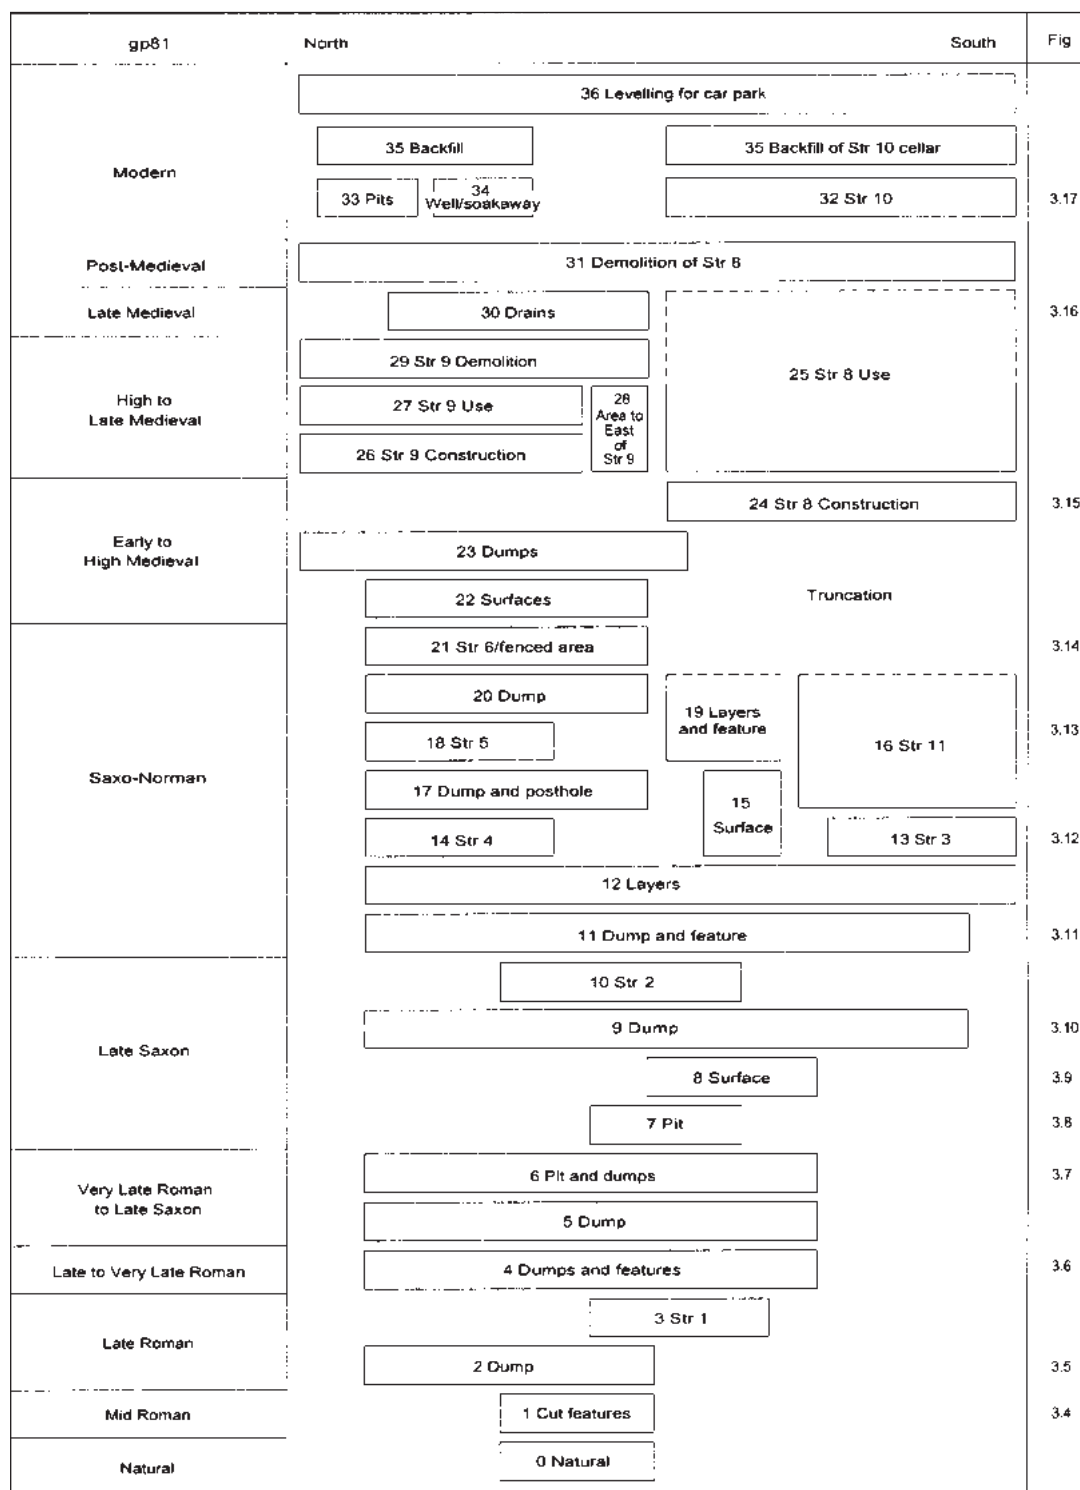 gp81 North South Fig
36 Levelling for car park
35 Backfill 35 Backfill of Str 10 cellar
Modern
33 Pits 34 32 Str 10 3.17
Well/soakaway
Post-Medieval 31 Demolition of Str 8
Late Medieval 30 Drains 3.16
29 Str 9 Demolition
25 Str 8 Use
High to
Late Medieval
27 Str 9 Use 28
Area to
East
of
Str 9
26 Str 9 Construction
24 Str 8 Construction 3.15
Early to
High Medieval
23 Dumps
22 Surfaces Truncation
21 Str 6/fenced area 3.14
20 Dump
19 Layers
and feature 3.13
18 Str 5 16 Str 11
Saxo-Norman
17 Dump and posthole 15
Surface
14 Str 4 13 Str 3 3.12
12 Layers
11 Dump and feature 3.11
10 Str 2
9 Dump 3.10
Late Saxon
8 Surface 3.9
7 Pit 3.8
6 Pit and dumps 3.7
Very Late Roman
to Late Saxon
5 Dump
Late to Very Late Roman 4 Dumps and features 3.6
3 Str 1
Late Roman
2 Dump 3.5
Mid Roman 1 Cut features 3.4
Natural 0 Natural